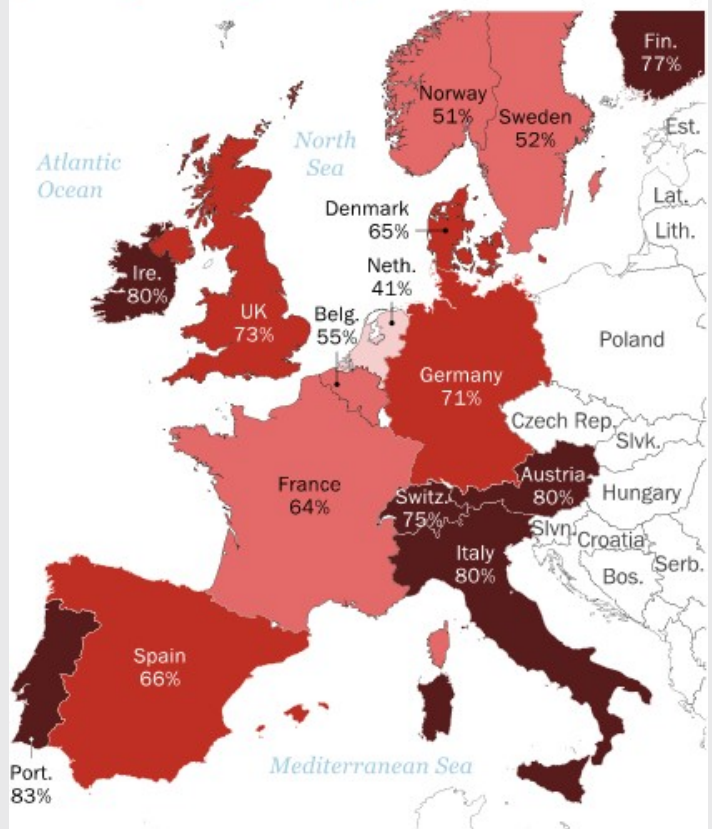 Fin.
77%
Norway
51%
Sweden
52%
North
Sea
Atlantic
Ocean
Est.
Lat.
Lith.
Denmark
65%
Neth.
41%
Ire.
80%
UK
73%
Belg.
55%
Poland
Germany
71%
Czech Rep.
Slvk.
France
64%
Switz.
75%
Austria
80%
Hungary
Slvn.
Croatia
Italy
80%
Bos.
Serb.
Spain
66%
Port.
83%
Mediterranean Sea